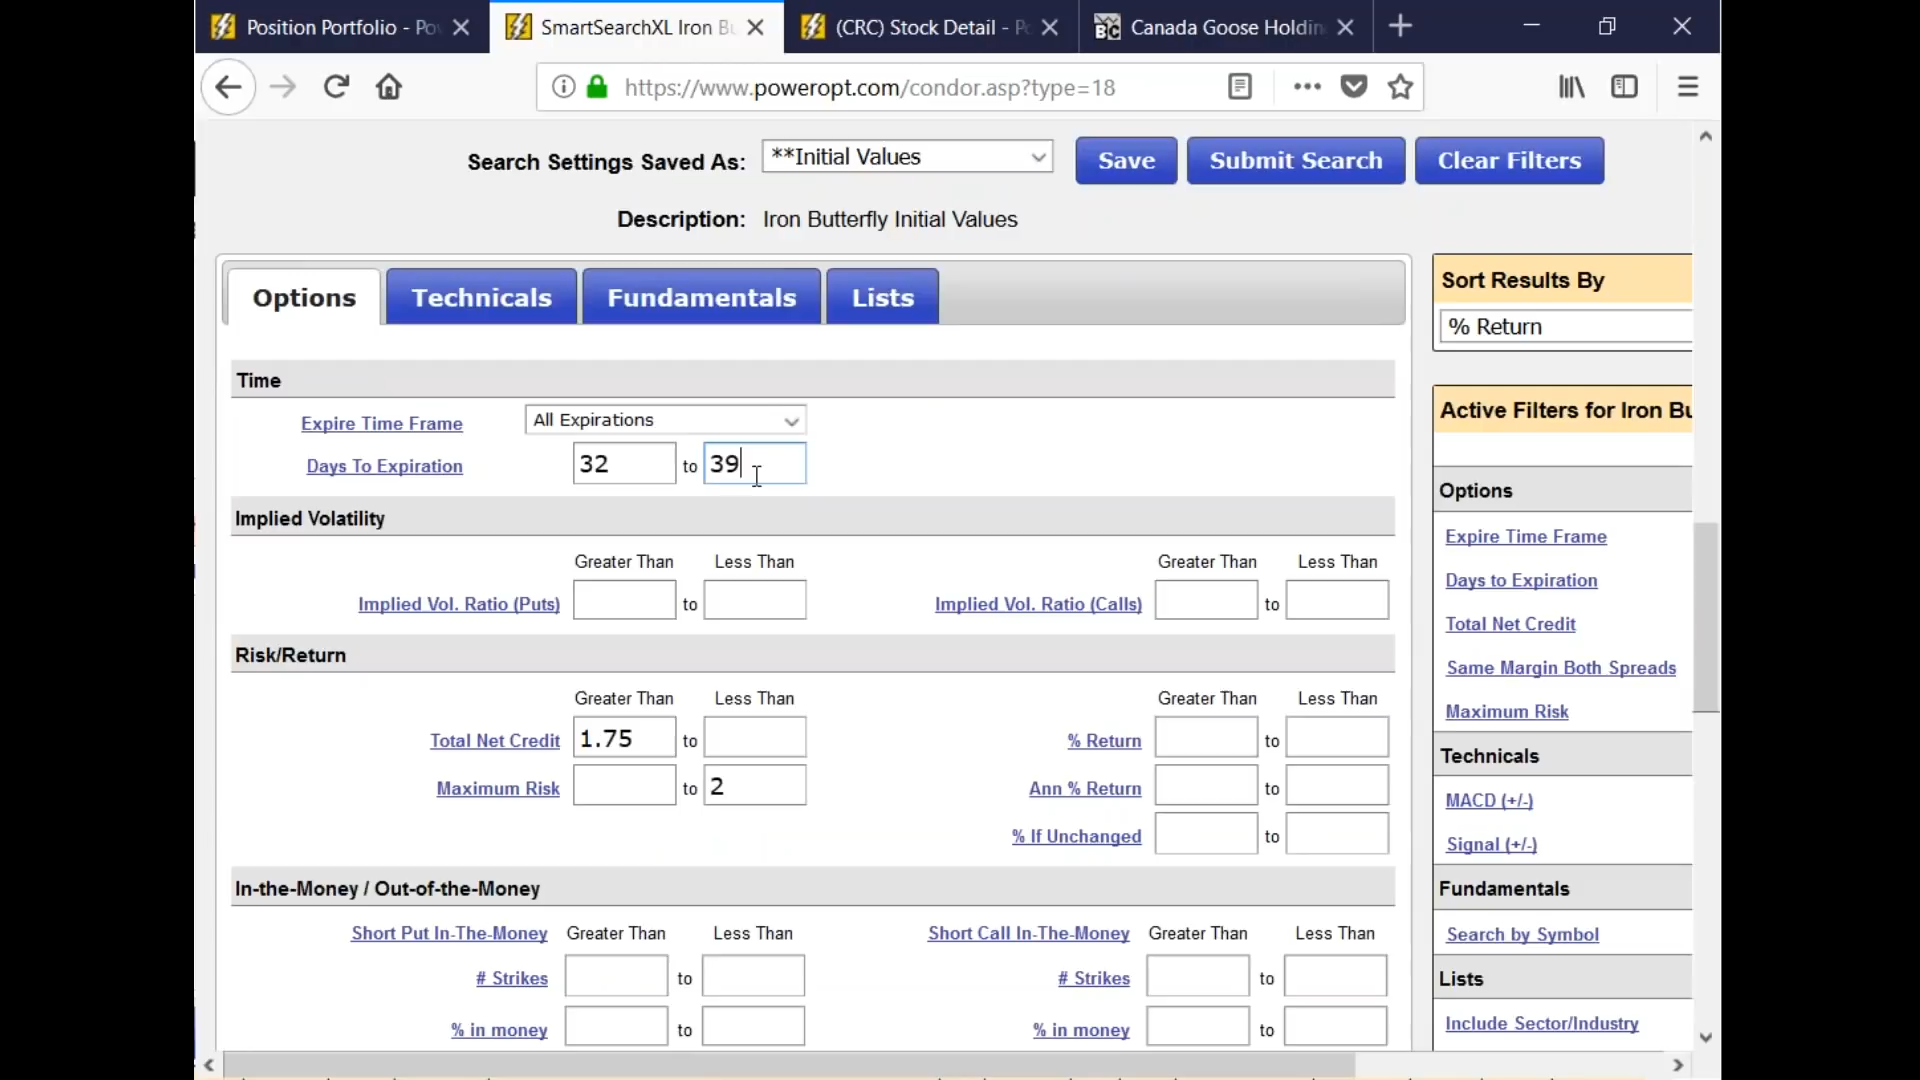 Position Portfolio - Po
SmartSearchXL Iron Bu
(CRC) Stock Detail - P
Canada Goose Holdin
https://www.poweropt.com/condor.asp?type=18
Search Settings Saved As: **Initial Values Save Submit Search Clear Filters
Description: Iron Butterfly Initial Values
Options Technicals Fundamentals Lists
Time
Expire Time Frame All Expirations
Days To Expiration 32 to 39
Implied Volatility
Greater Than Less Than Greater Than Less Than
Implied Vol. Ratio (Puts) to Implied Vol. Ratio (Calls) to
Risk/Return
Greater Than Less Than Greater Than Less Than
Total Net Credit 1.75 to % Return to
Maximum Risk to 2 Ann % Return to
% If Unchanged to
In-the-Money / Out-of-the-Money
Short Put In-The-Money Greater Than Less Than Short Call In-The-Money Greater Than Less Than
# Strikes to # Strikes to
% in money to % in money to
Sort Results By
% Return
Active Filters for Iron Bu
Options
Expire Time Frame
Days to Expiration
Total Net Credit
Same Margin Both Spreads
Maximum Risk
Technicals
MACD (+/-)
Signal (+/-)
Fundamentals
Search by Symbol
Lists
Include Sector/Industry